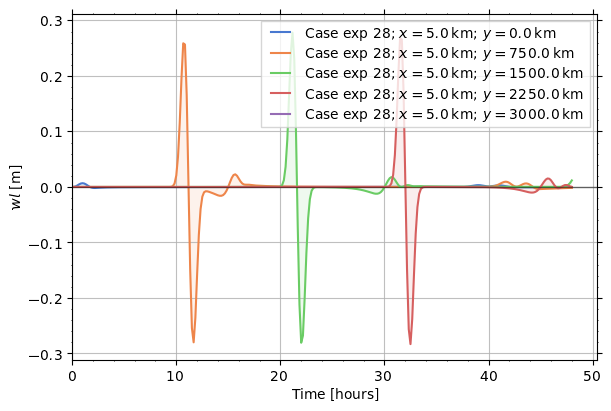 0.3
0.2
0.1
0.0
−0.1
−0.2
−0.3
wl [m]
Case exp 28; x = 5.0 km; y = 0.0 km
Case exp 28; x = 5.0 km; y = 750.0 km
Case exp 28; x = 5.0 km; y = 1500.0 km
Case exp 28; x = 5.0 km; y = 2250.0 km
Case exp 28; x = 5.0 km; y = 3000.0 km
0 10 20 30 40 50
Time [hours]